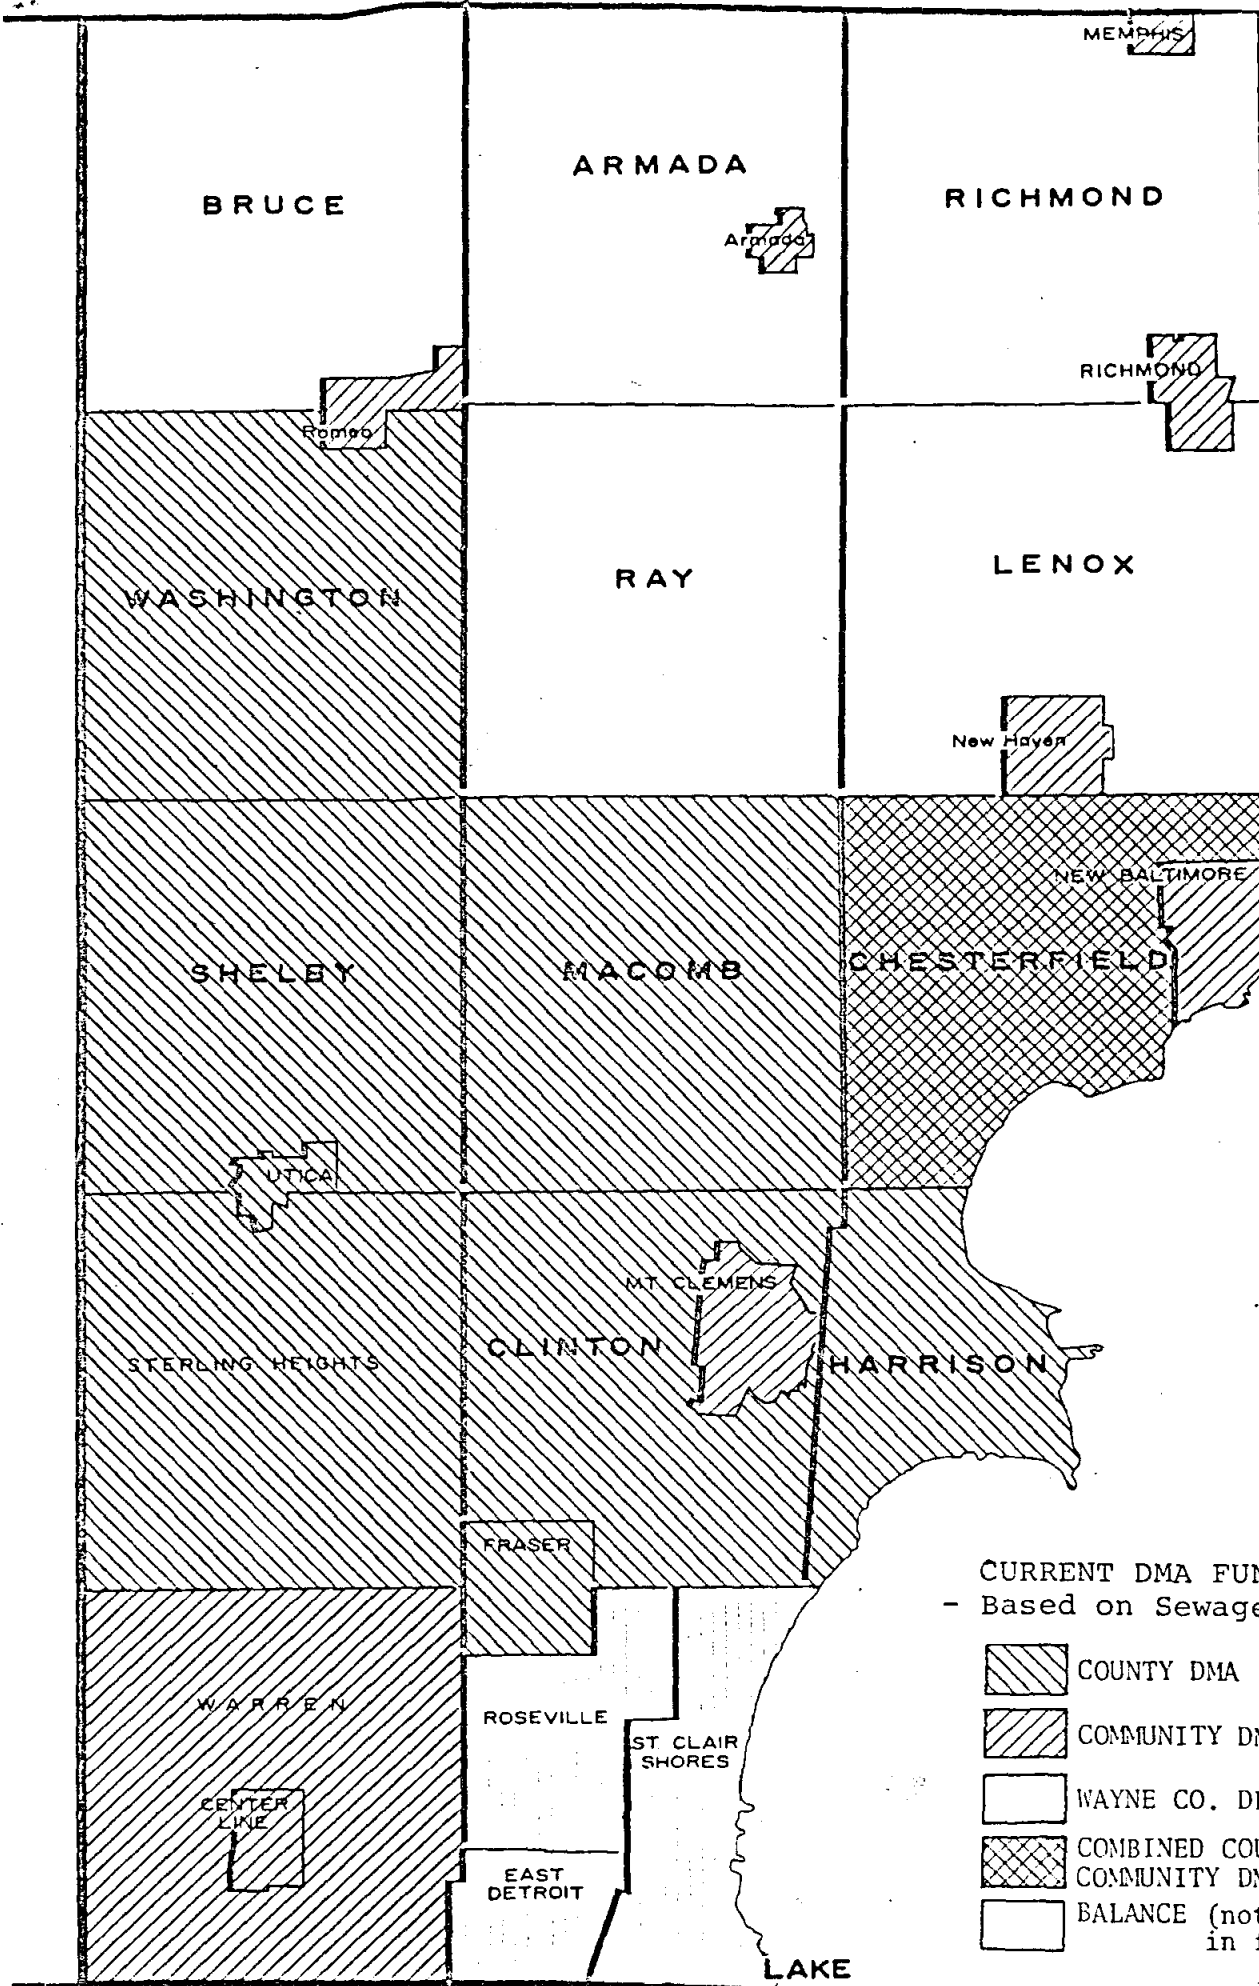 MEMPHIS
ARMADA
BRUCE
RICHMOND
Armada
RICHMOND
Romeo
WASHINGTON
RAY
LENOX
New Haven
NEW BALTIMORE
SHELBY
MACOMB
CHESTERFIELD
UTICA
MT. CLEMENS
CLINTON
STERLING HEIGHTS
HARRISON
FRASER
WARREN
ROSEVILLE
ST. CLAIR
SHORES
CENTER
LINE
EAST
DETROIT
LAKE
CURRENT DMA FUN
- Based on Sewage
COUNTY DMA
COMMUNITY DM
WAYNE CO. D
COMBINED COU
COMMUNITY DM
BALANCE (not
in